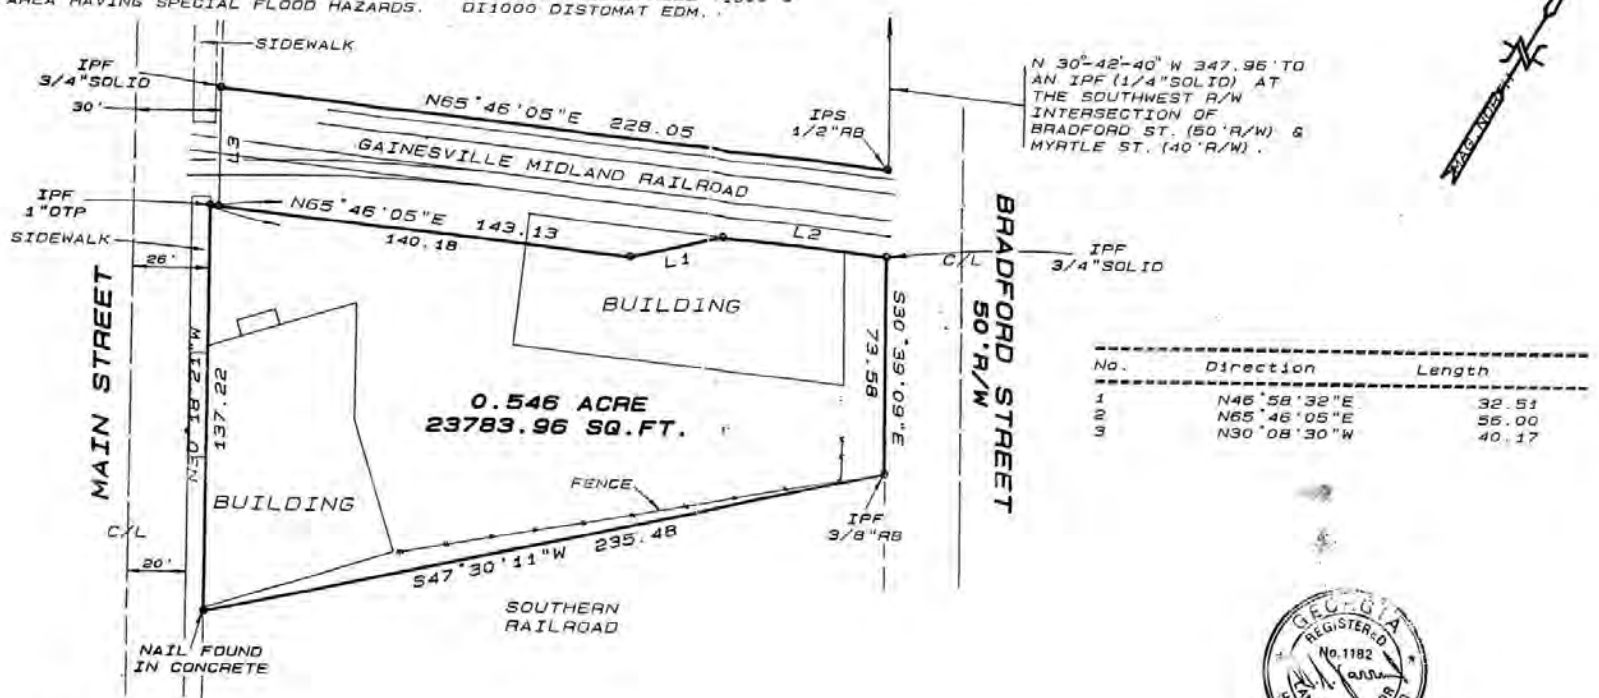 AREA HAVING SPECIAL FLOOD HAZARDS. DI1000 DISTOMAT EDM.
SIDEWALK
IPF
3/4"SOLID
30'
N65°46'05"E 228.05
IPS
1/2"RB
N 30°-42'-40" W 347.96' TO
AN IPF (1/4"SOLID) AT
THE SOUTHWEST R/W
INTERSECTION OF
BRADFORD ST. (50'R/W) &
MYRTLE ST. (40'R/W).
MAG. NORTH
L3
GAINESVILLE MIDLAND RAILROAD
IPF
1"OTP
SIDEWALK
26'
N65°46'05"E 143.13
140.18
L1
L2
IPF
3/4"SOLID
C/L
BRADFORD STREET
50'R/W
MAIN STREET
BUILDING
S30°39'09"E
73.58
137.22
0.546 ACRE
23783.96 SQ.FT.
No. Direction Length
1 N46°58'32"E 32.51
2 N65°46'05"E 56.00
3 N30°08'30"W 40.17
BUILDING
FENCE
C/L
20'
S47°30'11"W 235.48
IPF
3/8"RB
SOUTHERN
RAILROAD
NAIL FOUND
IN CONCRETE
GEORGIA
REGISTERED
No.1182